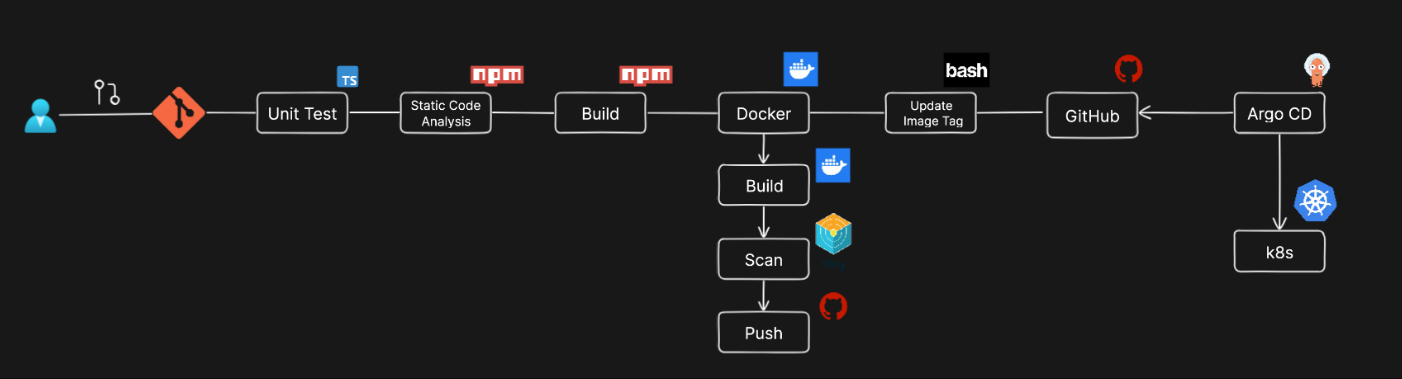 TS
npm
npm
bash
Unit Test
Static Code
Analysis
Build
Docker
Update
Image Tag
GitHub
Argo CD
Build
Scan
k8s
Push